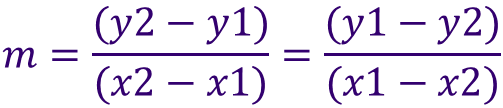 m = (y2 − y1) / (x2 − x1) = (y1 − y2) / (x1 − x2)